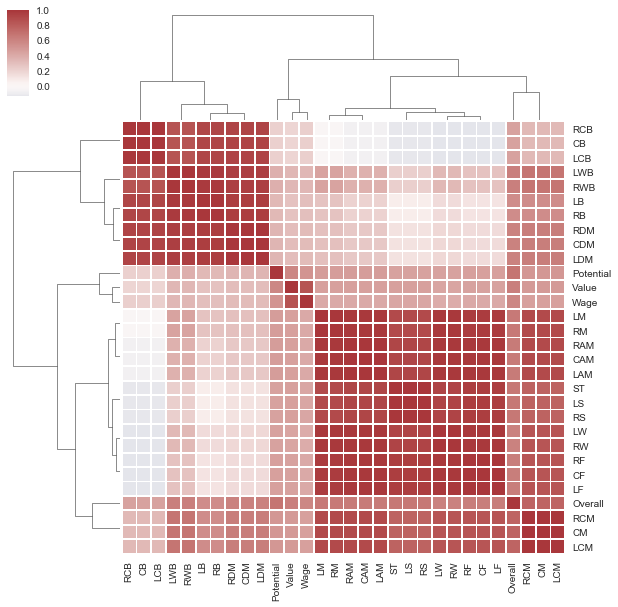 1.0
0.8
0.6
0.4
0.2
0.0
RCB
CB
LCB
LWB
RWB
LB
RB
RDM
CDM
LDM
Potential
Value
Wage
LM
RM
RAM
CAM
LAM
ST
LS
RS
LW
RW
RF
CF
LF
Overall
RCM
CM
LCM
RCB
CB
LCB
LWB
RWB
LB
RB
RDM
CDM
LDM
Potential
Value
Wage
LM
RM
RAM
CAM
LAM
ST
LS
RS
LW
RW
RF
CF
LF
Overall
RCM
CM
LCM